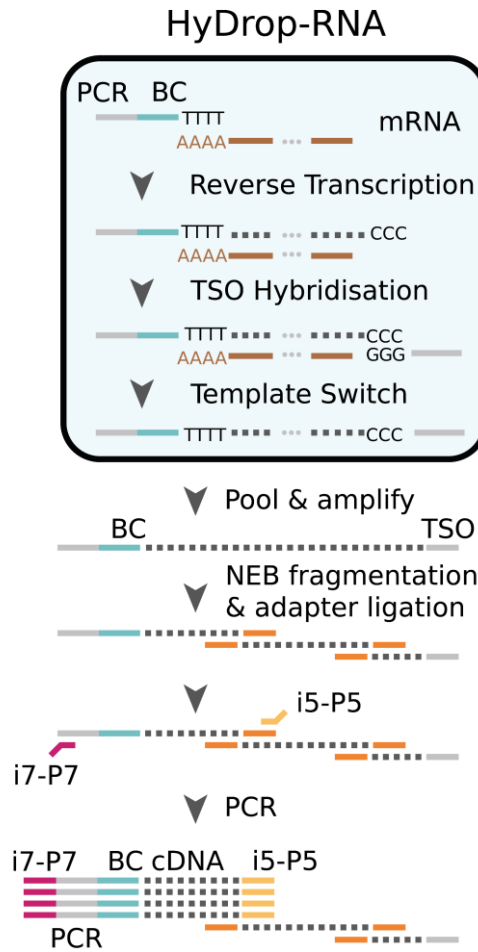 HyDrop-RNA
PCR BC
TTTT
mRNA
AAAA
Reverse Transcription
TTTT CCC
AAAA
TSO Hybridisation
TTTT CCC
AAAA GGG
Template Switch
TTTT CCC
Pool & amplify
BC TSO
NEB fragmentation
& adapter ligation
i5-P5
i7-P7
PCR
i7-P7 BC cDNA i5-P5
PCR